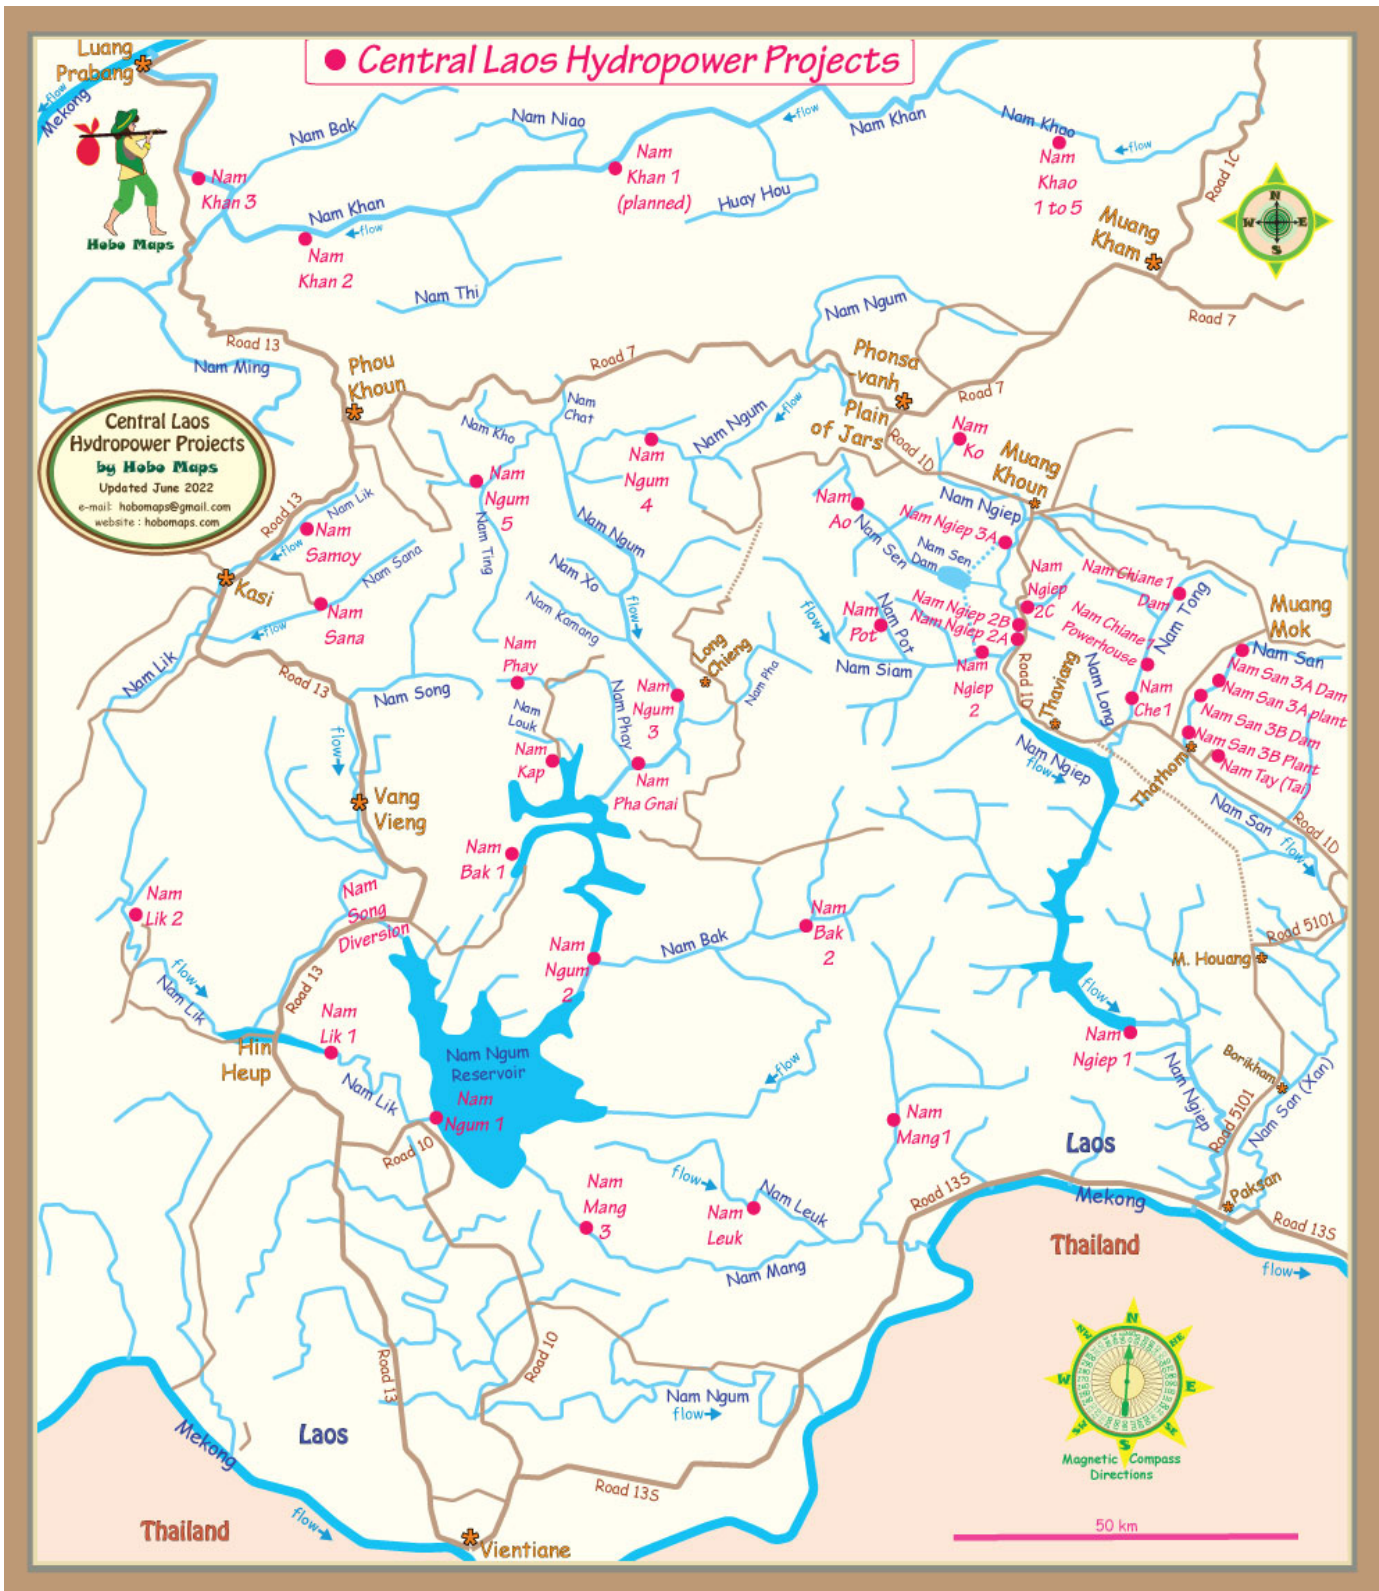 Central Laos Hydropower Projects
Luang
Prabang
flow
Mekong
Hobo Maps
Nam Bak
Nam Niao
flow
Nam Khan
Nam Khao
flow
Nam
Khao
1 to 5
Road 1C
Nam
Khan 1
(planned)
Nam
Khan 3
Nam Khan
flow
Huay Hou
Nam
Khan 2
Nam Thi
Muang
Kham
N
W
E
S
Nam Ngum
Road 7
Road 13
Nam Ming
Phou
Khoun
Road 7
Phonsa
-vanh
Road 7
Plain
of Jars
Road 1D
Central Laos
Hydropower Projects
by Hobo Maps
Updated June 2022
e-mail: hobomaps@gmail.com
website : hobomaps.com
Nam
Chat
Nam Kho
Nam Ngum
flow
Nam
Ngum
4
Nam
Ngum
5
Nam
Ko
Muang
Khoun
Nam Ngiep
Nam
Ao
Nam Sen
Nam Ngiep 3A
Nam Sen
Dam
Road 13
Nam Lik
Nam
Samoy
flow
Nam Sana
Nam Ting
Nam Ngum
Nam Xo
Nam Kamang
flow
Kasi
Nam
Sana
flow
Nam Lik
Road 13
Nam Song
flow
Nam
Phay
Nam
Louk
Nam Phay
Nam
Ngum
3
Long
Chieng
Nam Pha
flow
Nam
Pot
Nam Pot
Nam Siam
Nam
Ngiep
2C
Nam Ngiep 2B
Nam Ngiep 2A
Nam
Ngiep
2
Road 1D
Thaviang
Nam Chiane 1
Dam
Nam Chiane 1
Powerhouse
Nam Tong
Nam Long
Nam
Che 1
Muang
Mok
Nam San
Nam San 3A Dam
Nam San 3A plant
Nam San 3B Dam
Nam San 3B Plant
Nam Tay (Tai)
Thathom
Nam Ngiep
flow
Nam San
flow
Road 1D
Nam
Kap
Nam
Pha Gnai
Vang
Vieng
Nam
Bak 1
Nam
Lik 2
Nam
Song
Diversion
Nam
Bak
2
Nam Bak
Nam
Ngum
2
Road 5101
M. Houang
flow
Nam Lik
Road 13
Nam
Lik 1
Hin
Heup
Nam Lik
Nam Ngum
Reservoir
Nam
Ngum 1
flow
flow
Nam
Ngiep 1
Nam Ngiep
Borikham
Nam San (Xan)
Road 5101
Nam
Mang 1
Laos
Road 10
flow
Nam
Mang
3
Nam
Leuk
Nam Leuk
Nam Mang
Road 13S
Mekong
Paksan
Road 13S
Thailand
flow
Road 13
Road 10
Nam Ngum
flow
Laos
Mekong
flow
Thailand
Road 13S
Vientiane
N
NW
NE
W
E
SW
SE
S
Magnetic Compass
Directions
50 km